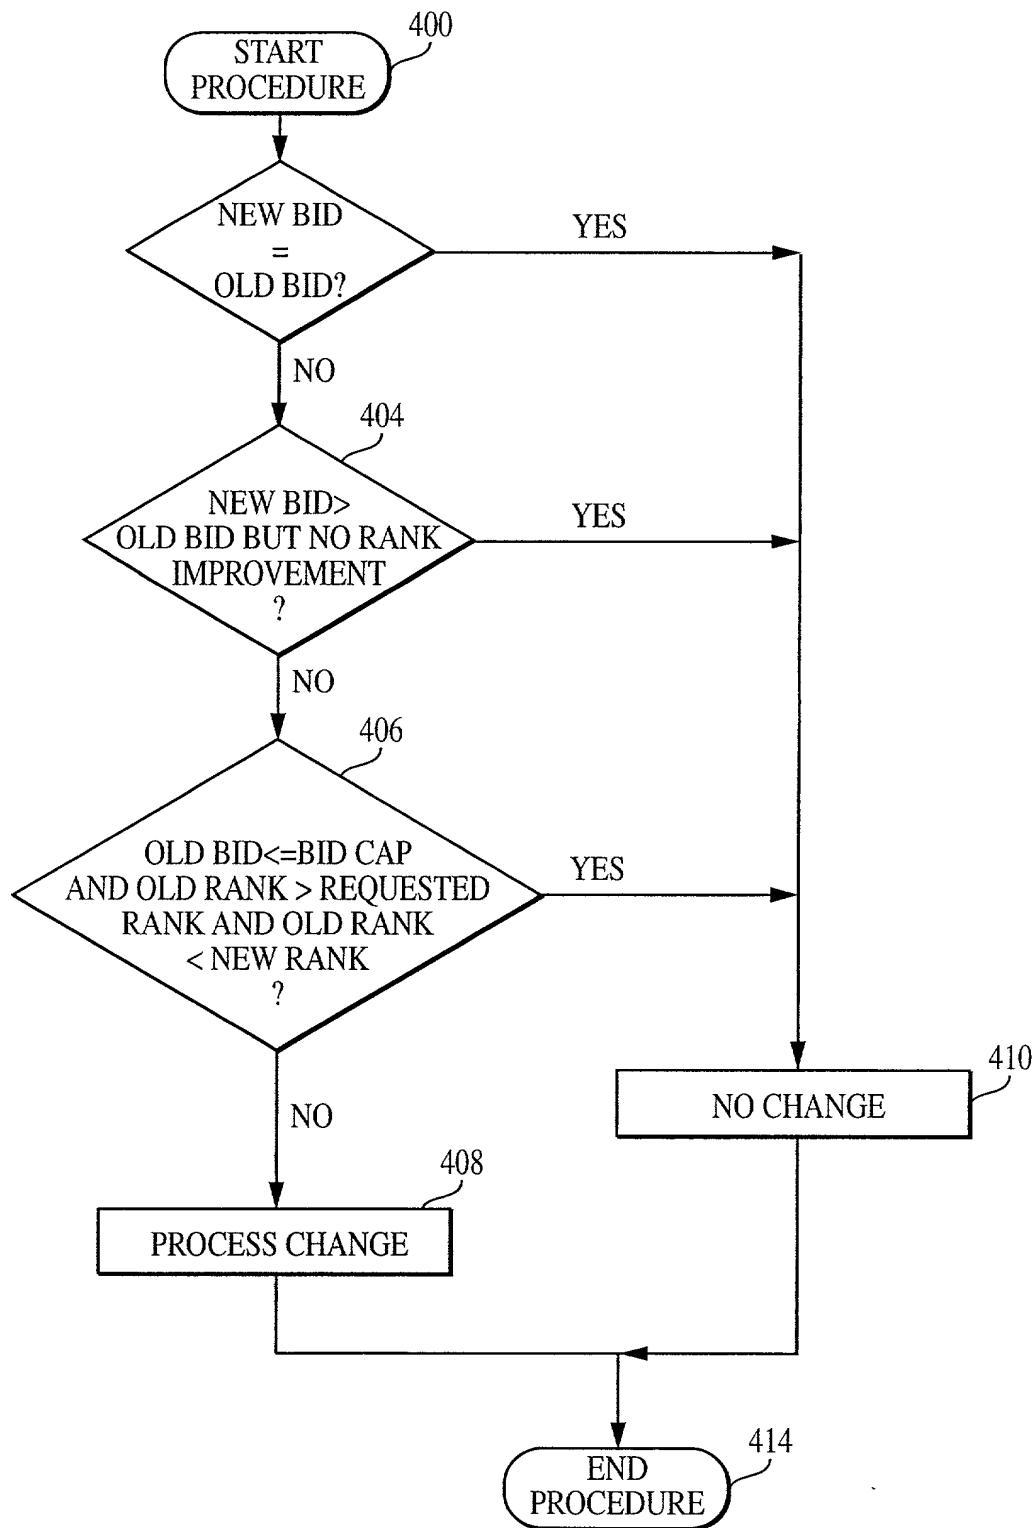 400
START
PROCEDURE
NEW BID
=
OLD BID?
YES
NO
404
NEW BID>
OLD BID BUT NO RANK
IMPROVEMENT
?
YES
NO
406
OLD BID<=BID CAP
AND OLD RANK > REQUESTED
RANK AND OLD RANK
< NEW RANK
?
YES
NO
410
NO CHANGE
408
PROCESS CHANGE
414
END
PROCEDURE